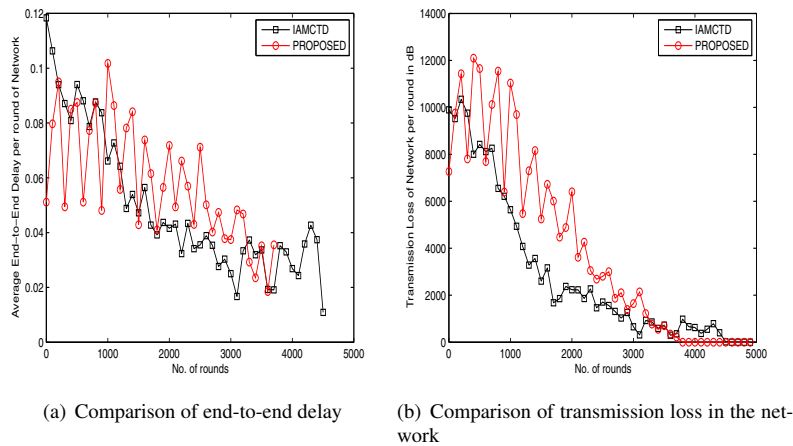 0.12
0.1
0.08
0.06
0.04
0.02
0
Average End−to−End Delay per round of Network
0 1000 2000 3000 4000 5000
No. of rounds
IAMCTD
PROPOSED
(a) Comparison of end-to-end delay
14000
12000
10000
8000
6000
4000
2000
0
Transmission Loss of Network per round in dB
0 1000 2000 3000 4000 5000
No. of rounds
IAMCTD
PROPOSED
(b) Comparison of transmission loss in the net-
work